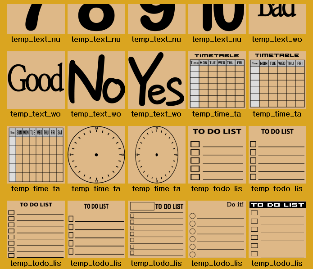 7 8 9 10 Bad
temp_text_nu temp_text_nu temp_text_nu temp_text_nu temp_text_wo
Good No Yes TIMETABLE TIMETABLE
temp_text_wo temp_text_wo temp_text_wo temp_time_ta temp_time_ta
TO DO LIST TO DO LIST
temp_time_ta temp_time_ta temp_time_ta temp_todo_lis temp_todo_lis
TO DO LIST TO DO LIST TO DO LIST Do it! TO DO LIST
temp_todo_lis temp_todo_lis temp_todo_lis temp_todo_lis temp_todo_lis